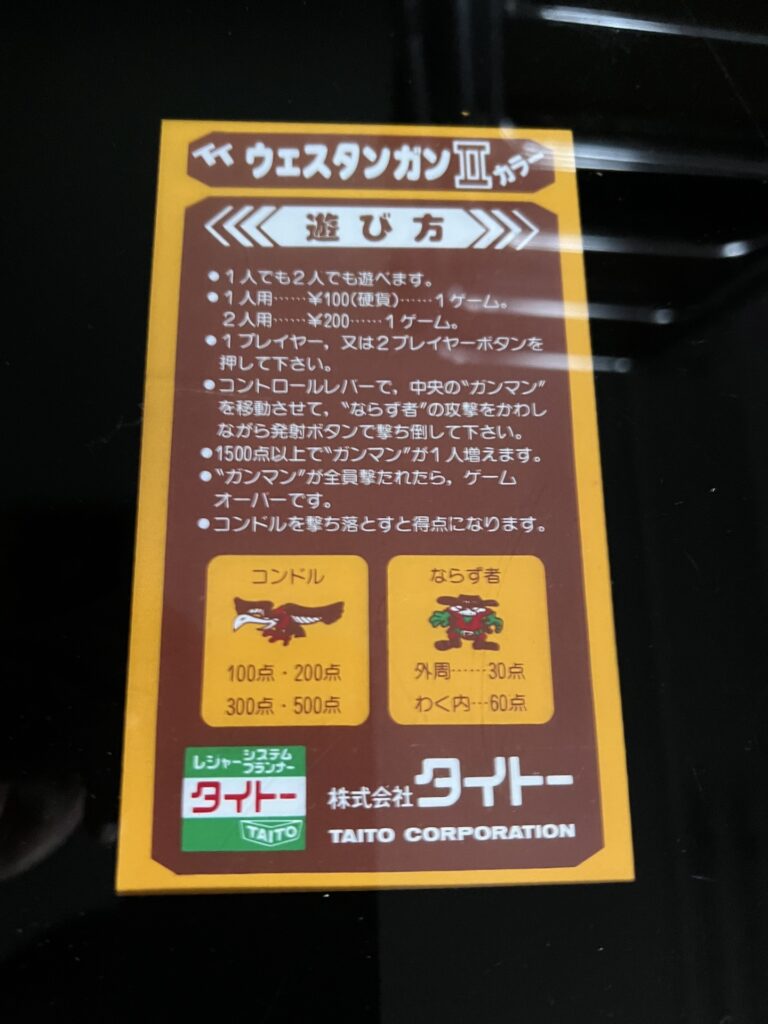 TT ウェスタンガンⅡカラー
遊び方
●1人でも2人でも遊べます。
●1人用……¥100(硬貨)……1ゲーム。
2人用……¥200……1ゲーム。
●1プレイヤー，又は2プレイヤーボタンを
押して下さい。
●コントロールレバーで，中央の"ガンマン"
を移動させて，"ならず者"の攻撃をかわし
ながら発射ボタンで撃ち倒して下さい。
●1500点以上で"ガンマン"が1人増えます。
●"ガンマン"が全員撃たれたら，ゲーム
オーバーです。
●コンドルを撃ち落とすと得点になります。
コンドル
100点・200点
300点・500点
ならず者
外周……30点
わく内…60点
レジャーシステムプランナー
タイトー
TAITO
株式会社タイトー
TAITO CORPORATION